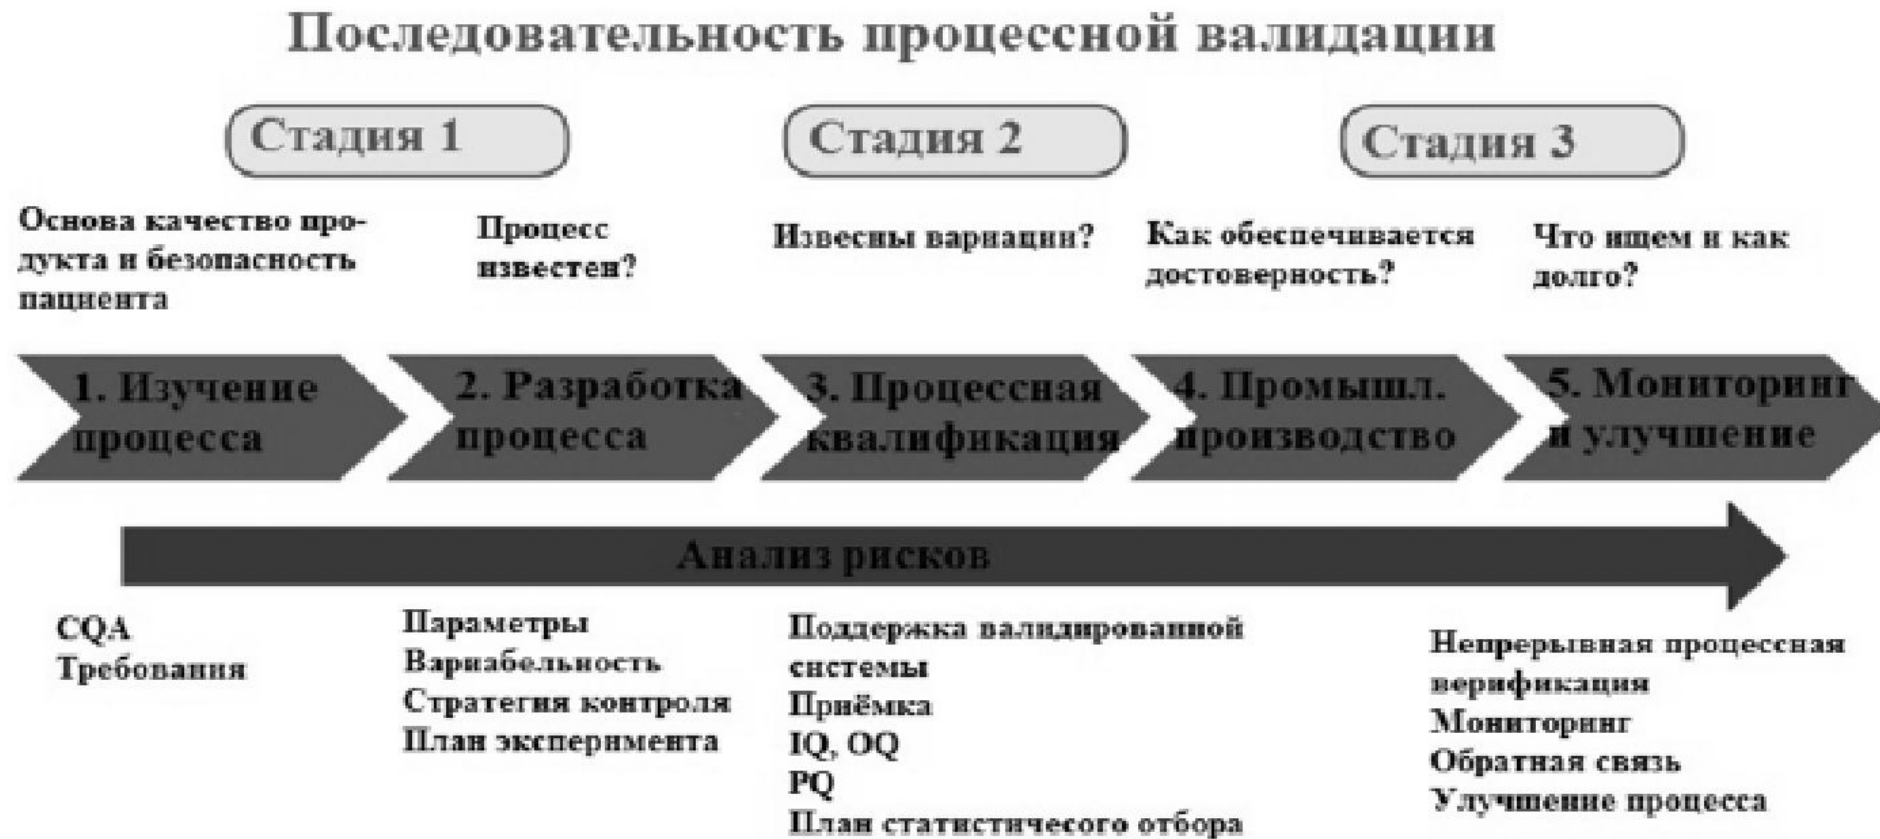 Последовательность процессной валидации
Стадия 1
Стадия 2
Стадия 3
Основа качество про-
дукта и безопасность
пациента
Процесс
известен?
Извесны вариации?
Как обеспечивается
достоверность?
Что ищем и как
долго?
1. Изучение
процесса
2. Разработка
процесса
3. Процессная
квалификация
4. Промышл.
производство
5. Мониторинг
и улучшение
Анализ рисков
CQA
Требования
Параметры
Вариабельность
Стратегия контроля
План эксперимента
Поддержка валидированной
системы
Приёмка
IQ, OQ
PQ
План статистичесого отбора
Непрерывная процессная
верификация
Мониторинг
Обратная связь
Улучшение процесса